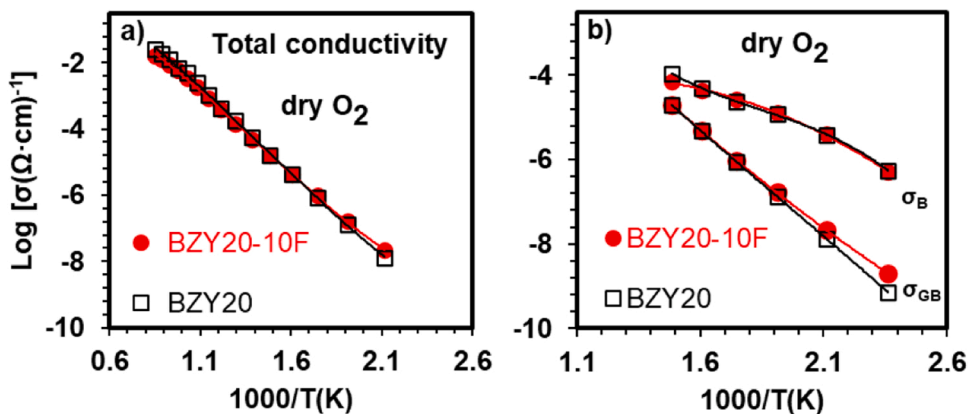 a)
Total conductivity
dry O2
BZY20-10F
BZY20
-2
-4
-6
-8
-10
0.6 1.1 1.6 2.1 2.6
1000/T(K)
Log [σ(Ω·cm)-1]
b)
dry O2
σB
BZY20-10F
BZY20
σGB
-4
-6
-8
-10
1.1 1.6 2.1 2.6
1000/T(K)